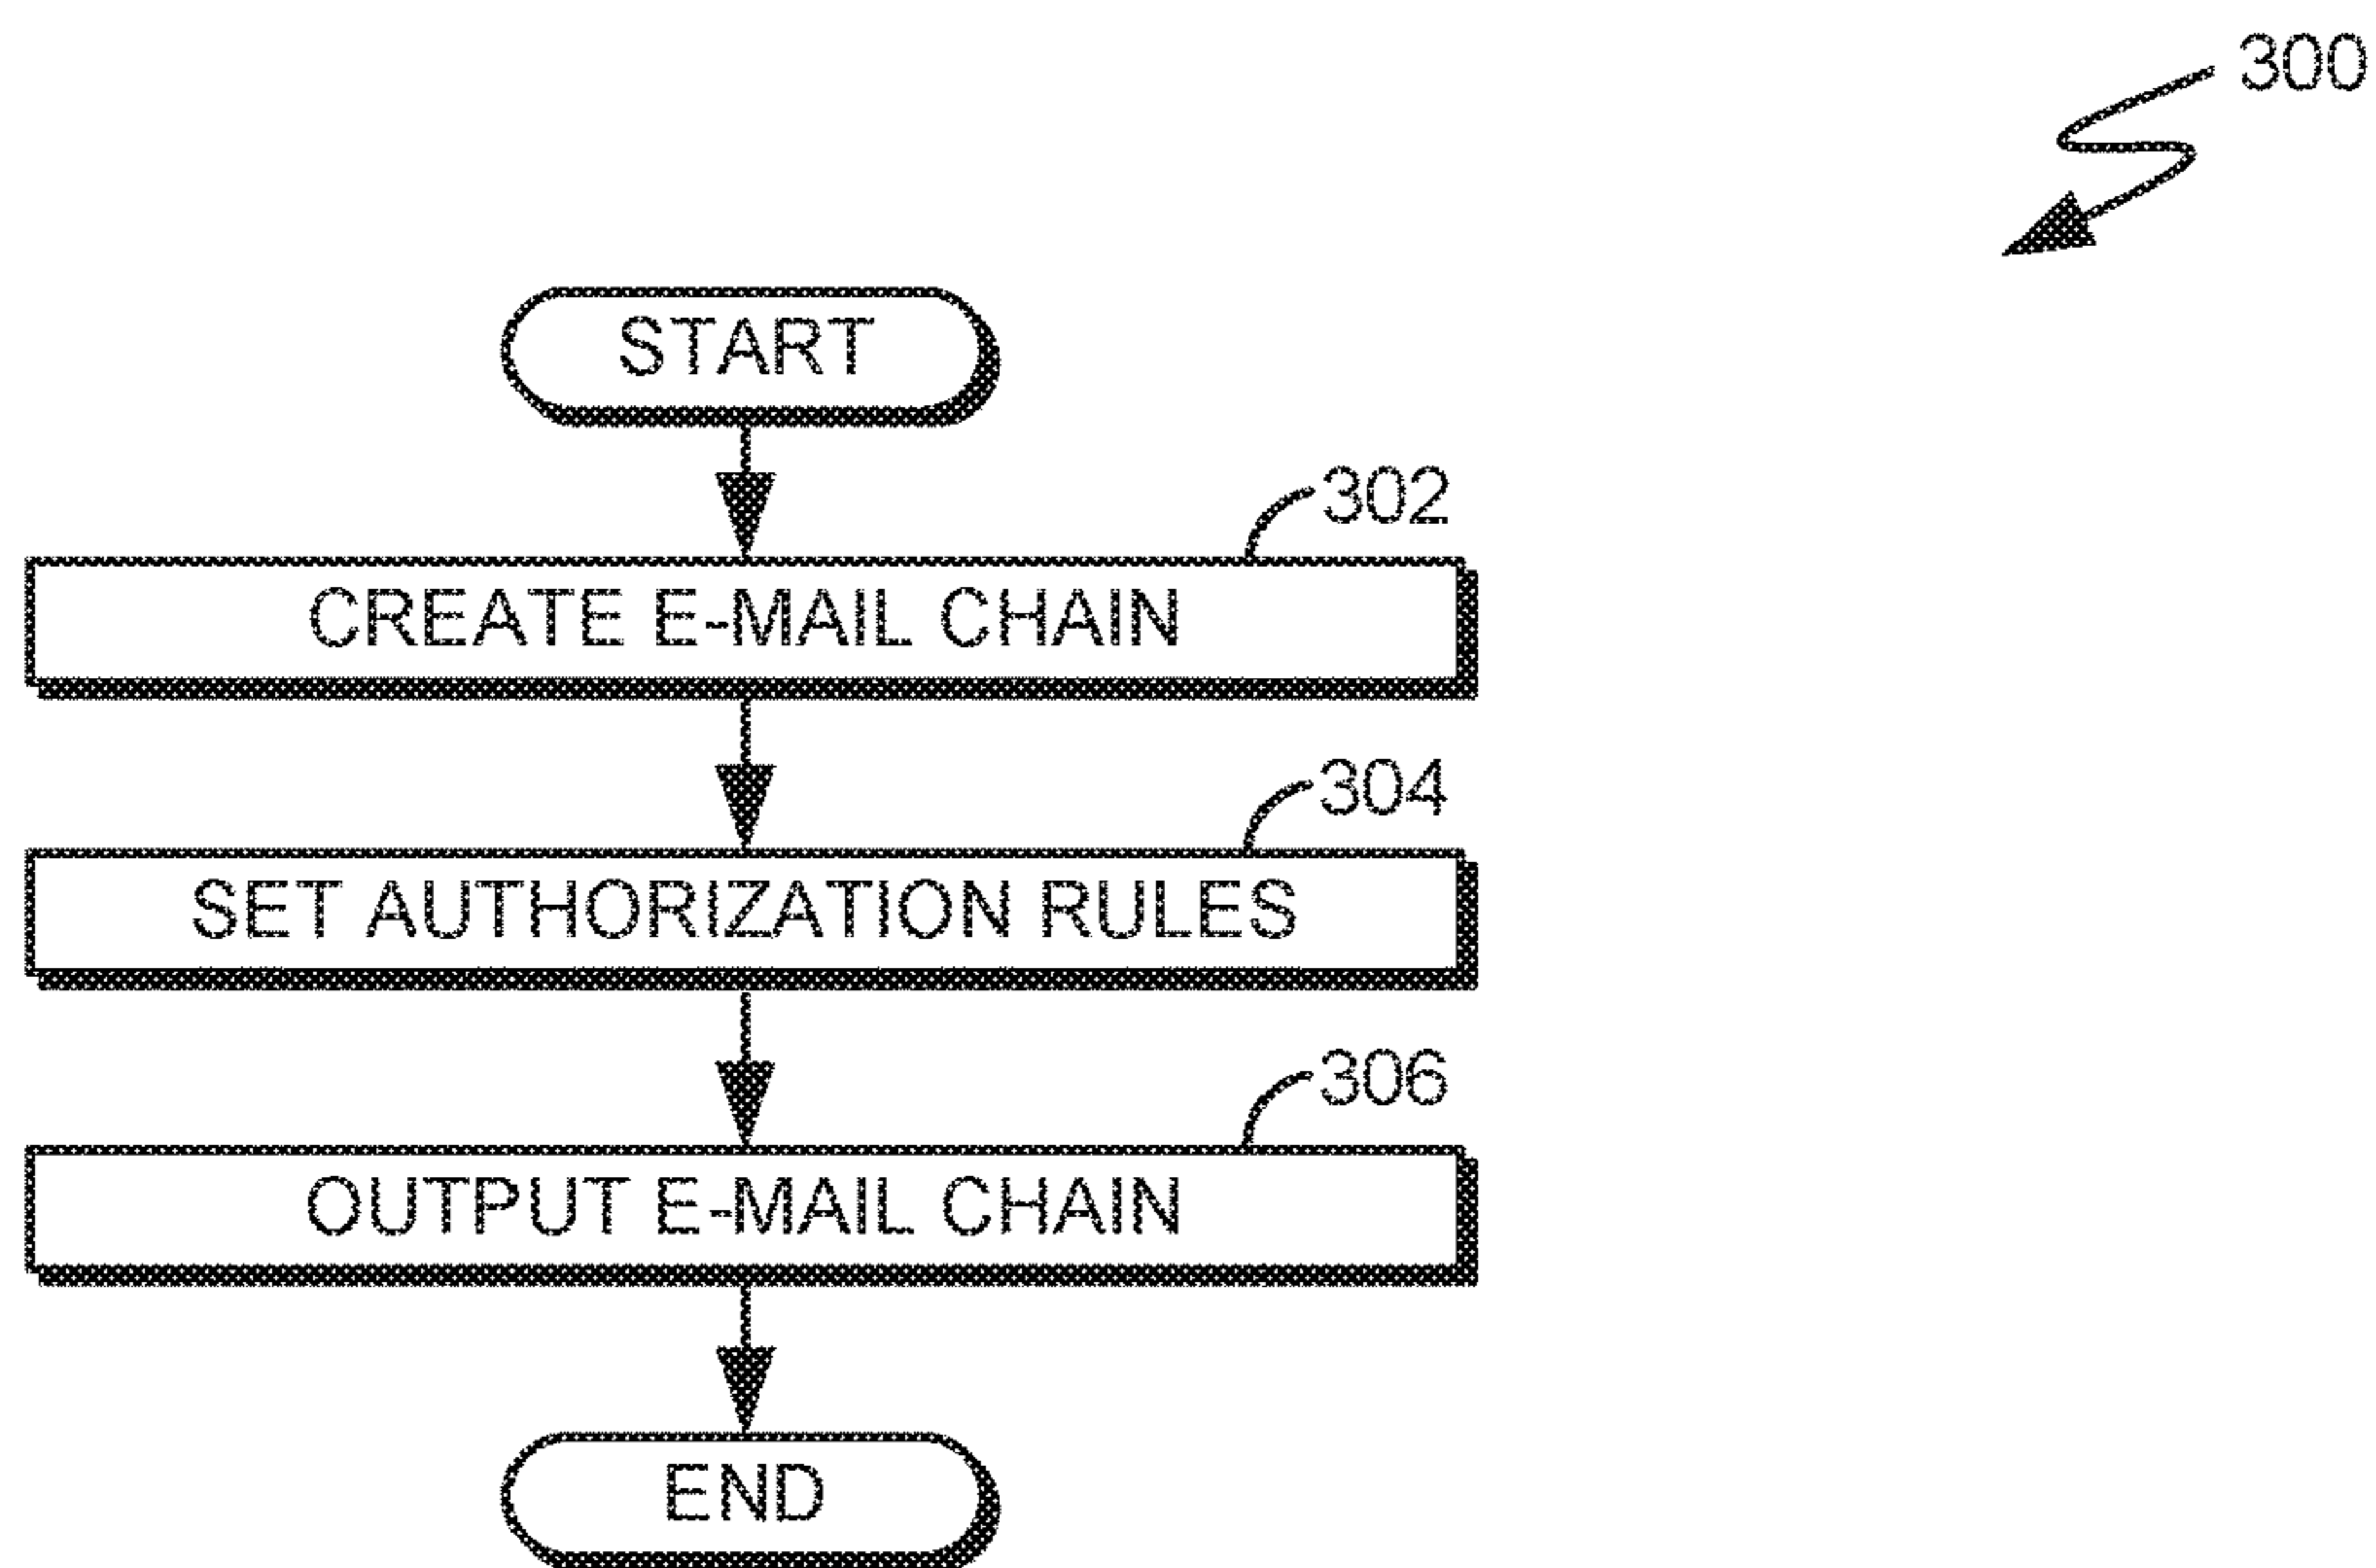 300
START
302
CREATE E-MAIL CHAIN
304
SET AUTHORIZATION RULES
306
OUTPUT E-MAIL CHAIN
END